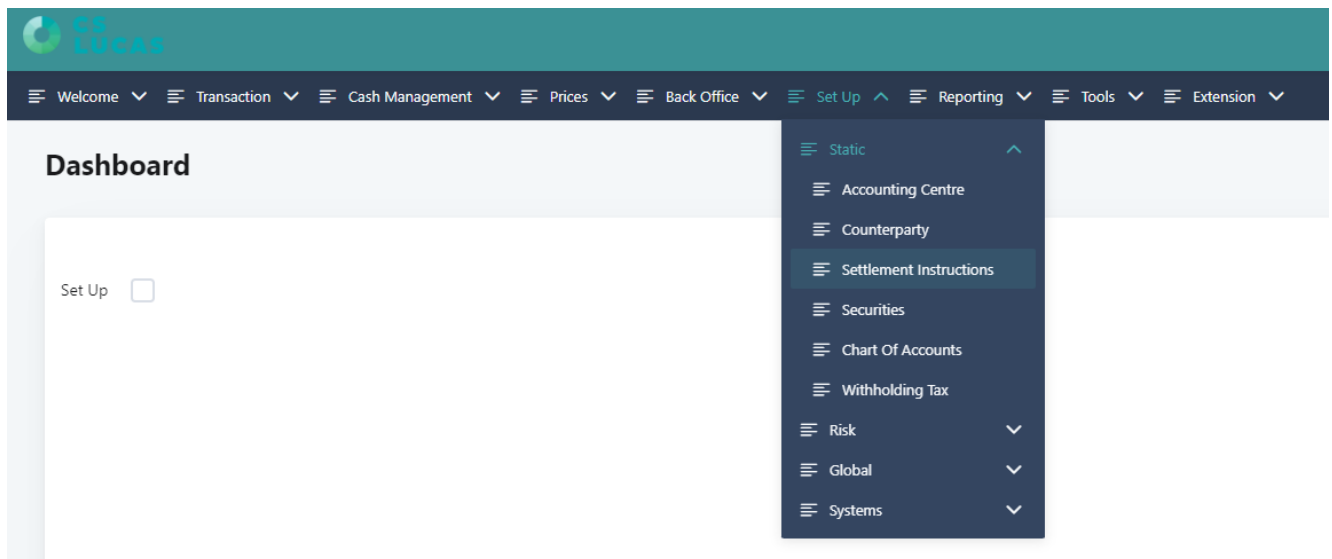 CS
LUCAS
Welcome Transaction Cash Management Prices Back Office Set Up Reporting Tools Extension
Dashboard
Set Up
Static
Accounting Centre
Counterparty
Settlement Instructions
Securities
Chart Of Accounts
Withholding Tax
Risk
Global
Systems